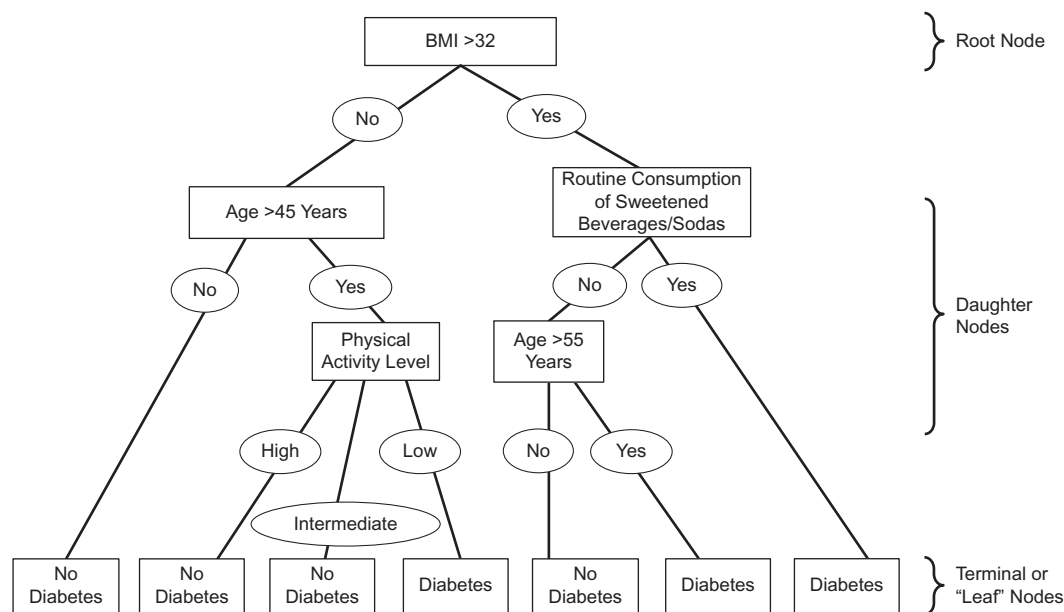 BMI >32
Root Node
No
Yes
Age >45 Years
Routine Consumption
of Sweetened
Beverages/Sodas
No
Yes
No
Yes
Daughter
Nodes
Physical
Activity Level
Age >55
Years
High
Low
No
Yes
Intermediate
No
Diabetes
No
Diabetes
No
Diabetes
Diabetes
No
Diabetes
Diabetes
Diabetes
Terminal or
“Leaf” Nodes